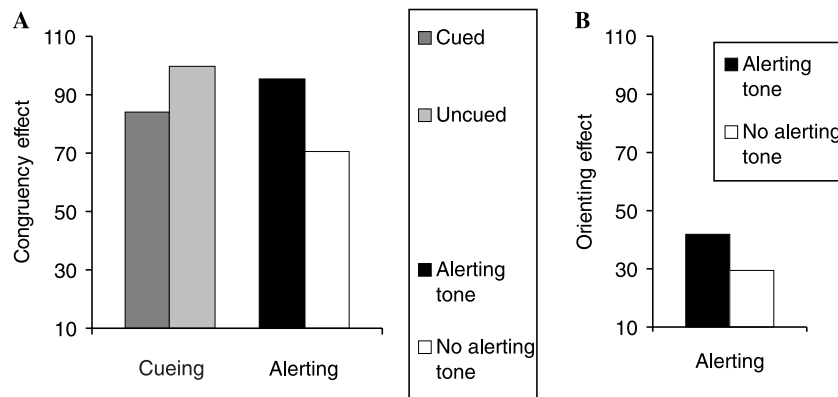 A
Congruency effect
110
90
70
50
30
10
Cueing
Alerting
Cued
Uncued
Alerting
tone
No alerting
tone
B
Orienting effect
110
90
70
50
30
10
Alerting
Alerting
tone
No alerting
tone